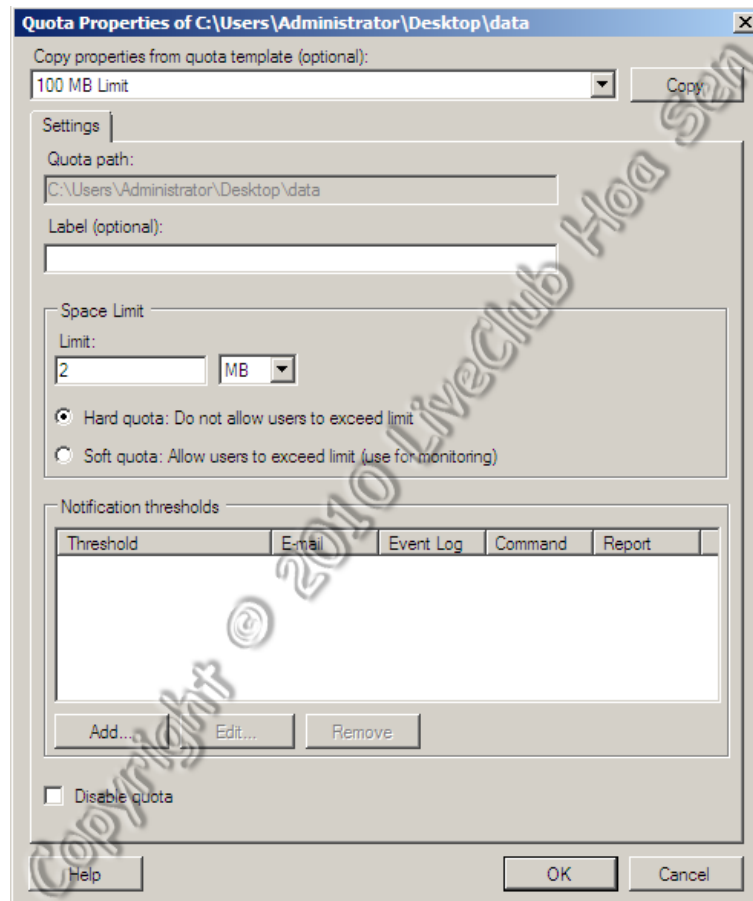 Quota Properties of C:\Users\Administrator\Desktop\data
Copy properties from quota template (optional):
100 MB Limit
Copy
Settings
Quota path:
C:\Users\Administrator\Desktop\data
Label (optional):
Space Limit
Limit:
2 MB
Hard quota: Do not allow users to exceed limit
Soft quota: Allow users to exceed limit (use for monitoring)
Notification thresholds
Threshold E-mail Event Log Command Report
Add... Edit... Remove
Disable quota
Help OK Cancel
Copyright © 2010 LiveClub Hoa Sen